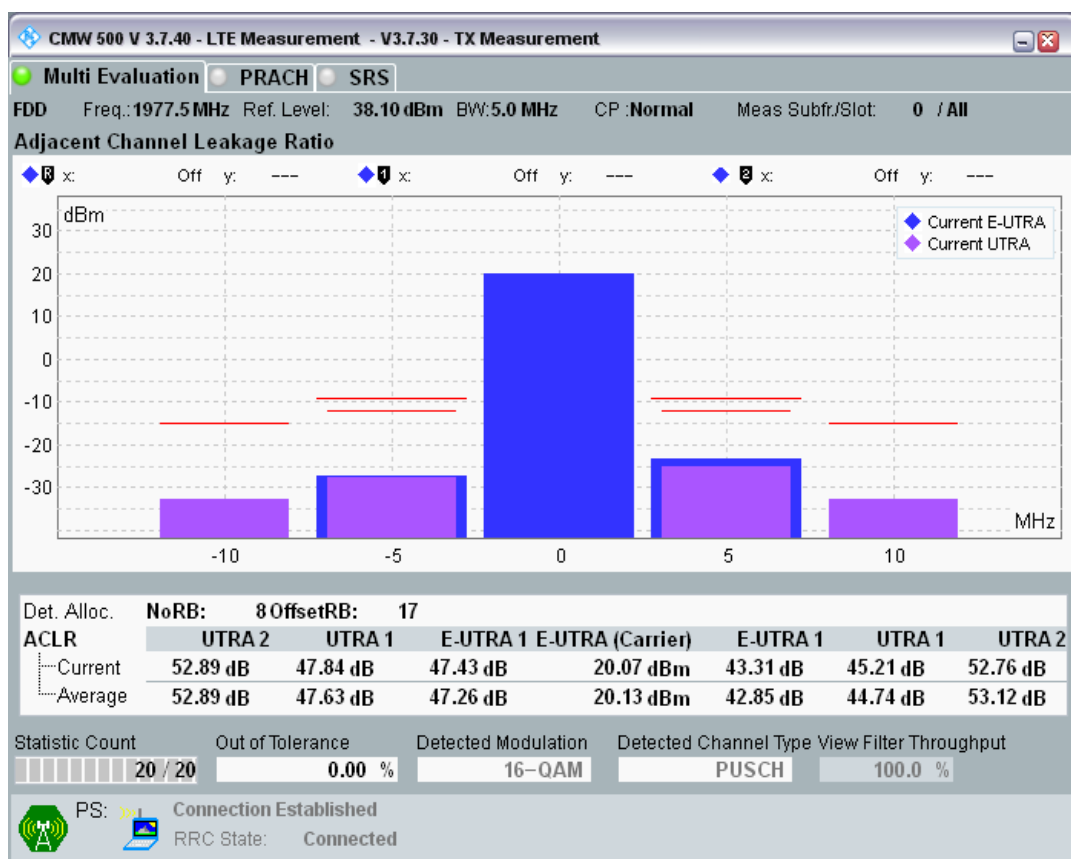 CMW 500 V 3.7.40 - LTE Measurement - V3.7.30 - TX Measurement
Multi Evaluation PRACH SRS
FDD Freq.: 1977.5 MHz Ref. Level: 38.10 dBm BW: 5.0 MHz CP : Normal Meas Subfr./Slot: 0 / All
Adjacent Channel Leakage Ratio
R x: Off y: --- 1 x: Off y: --- 2 x: Off y: ---
dBm
Current E-UTRA
Current UTRA
30
20
10
0
-10
-20
-30
MHz
-10 -5 0 5 10
Det. Alloc. NoRB: 8 OffsetRB: 17
ACLR UTRA 2 UTRA 1 E-UTRA 1 E-UTRA (Carrier) E-UTRA 1 UTRA 1 UTRA 2
Current 52.89 dB 47.84 dB 47.43 dB 20.07 dBm 43.31 dB 45.21 dB 52.76 dB
Average 52.89 dB 47.63 dB 47.26 dB 20.13 dBm 42.85 dB 44.74 dB 53.12 dB
Statistic Count Out of Tolerance Detected Modulation Detected Channel Type View Filter Throughput
20 / 20 0.00 % 16-QAM PUSCH 100.0 %
PS: Connection Established
RRC State: Connected